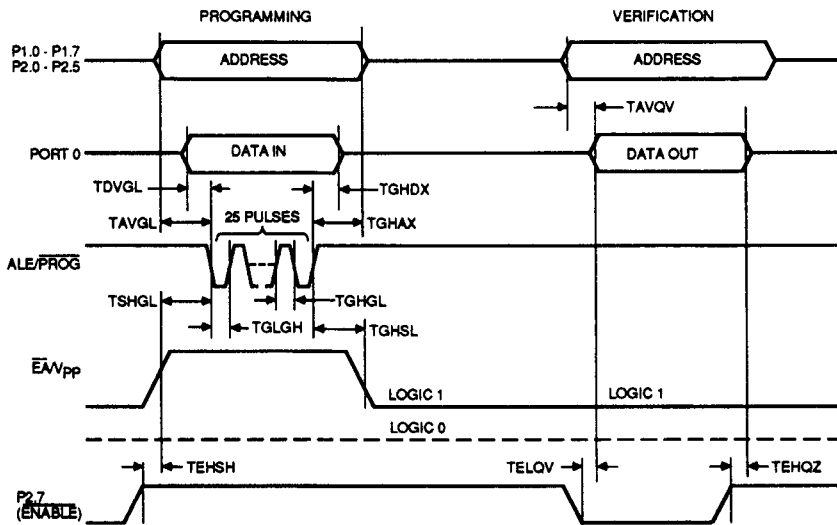 PROGRAMMING
VERIFICATION
P1.0 - P1.7
P2.0 - P2.5
ADDRESS
ADDRESS
TAVQV
PORT 0
DATA IN
DATA OUT
TDVGL
TGHDX
TAVGL
25 PULSES
TGHAX
ALE/PROG
TSHGL
TGHGL
TGLGH
TGHSL
EA/VPP
LOGIC 1
LOGIC 1
LOGIC 0
TEHSH
TELQV
TEHQZ
P2.7
(ENABLE)